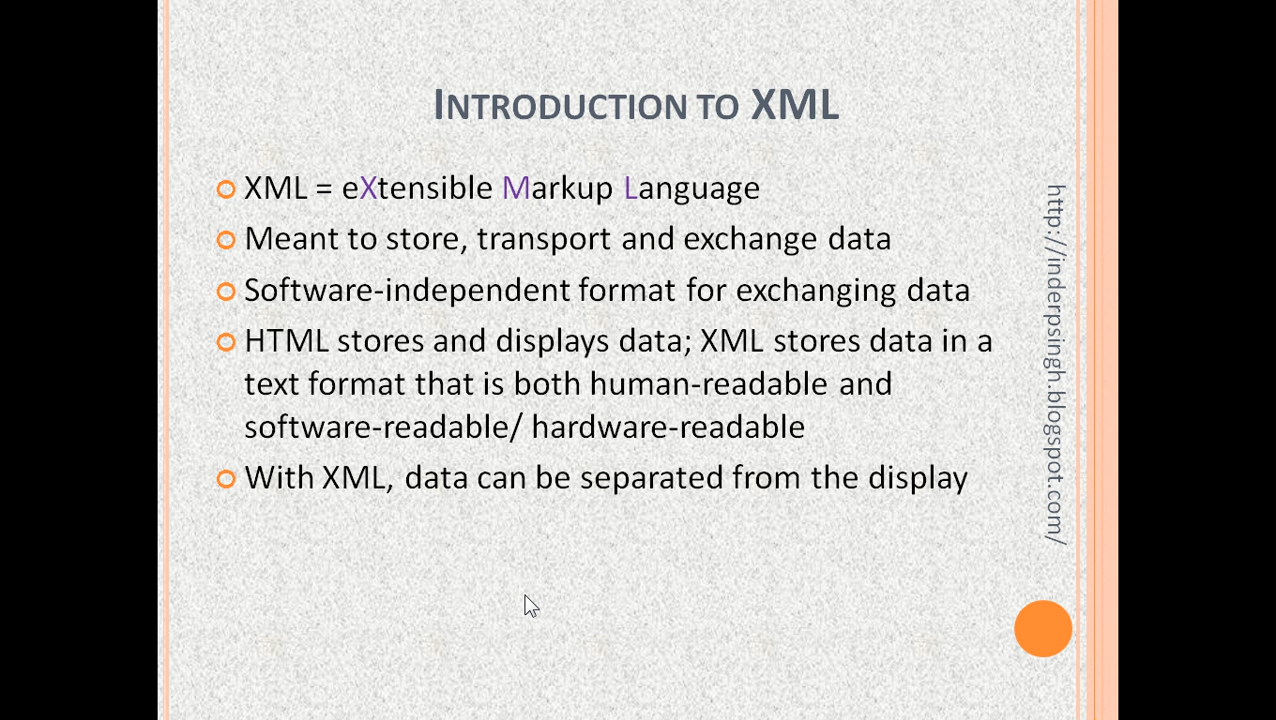 INTRODUCTION TO XML
XML = eXtensible Markup Language
Meant to store, transport and exchange data
Software-independent format for exchanging data
HTML stores and displays data; XML stores data in a
text format that is both human-readable and
software-readable/ hardware-readable
With XML, data can be separated from the display
http://inderpsingh.blogspot.com/